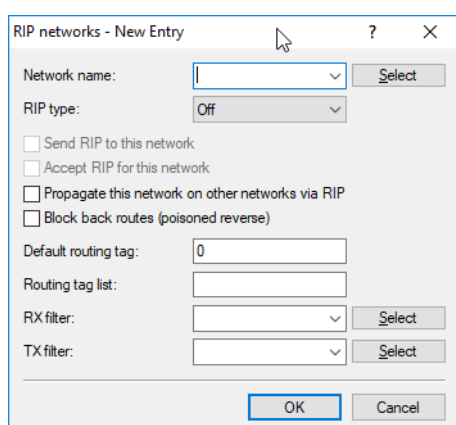 RIP networks - New Entry ?
Network name: Select
RIP type: Off
Send RIP to this network
Accept RIP for this network
Propagate this network on other networks via RIP
Block back routes (poisoned reverse)
Default routing tag: 0
Routing tag list:
RX filter: Select
TX filter: Select
OK Cancel